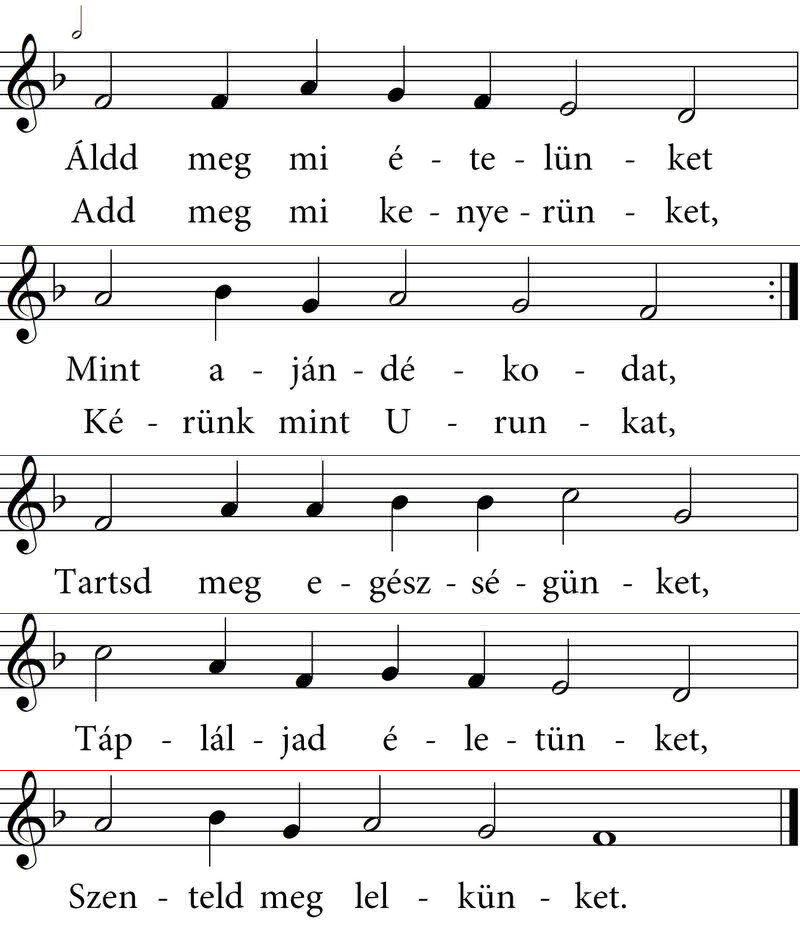 Áldd meg mi é - te - lün - ket
Add meg mi ke - nye - rün - ket,
Mint a - ján - dé - ko - dat,
Ké - rünk mint U - run - kat,
Tartsd meg e - gész - sé - gün - ket,
Táp - lál - jad é - le - tün - ket,
Szen - teld meg lel - kün - ket.